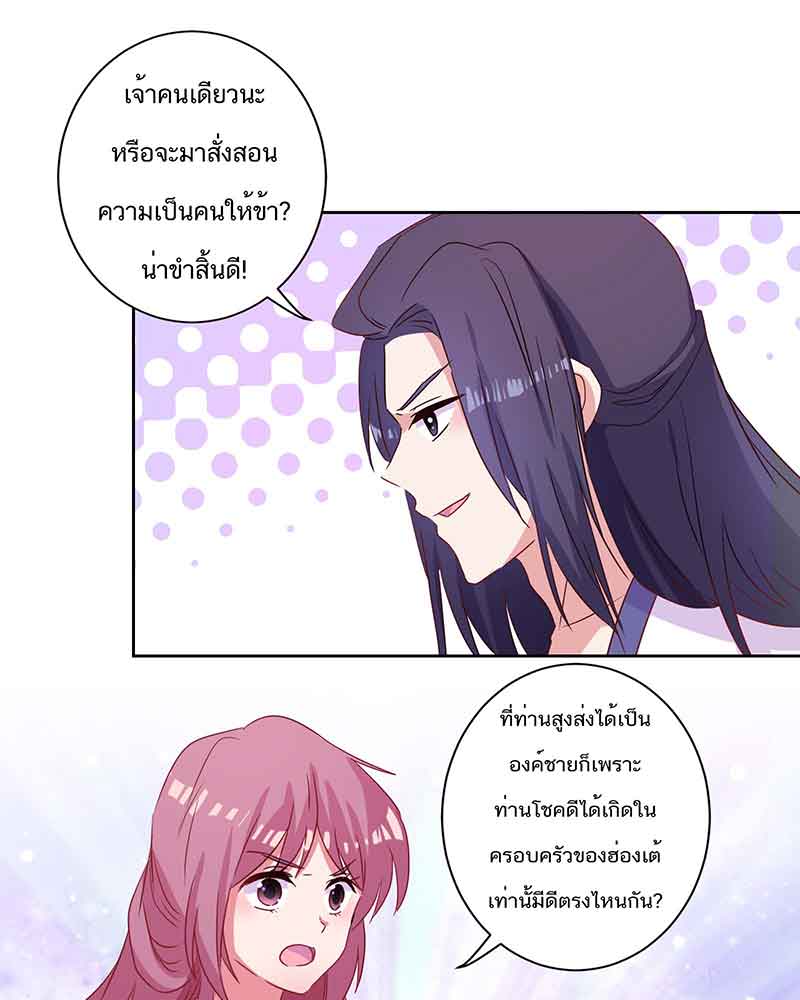 เจ้าคนเดียวนะ
หรือจะมาสั่งสอน
ความเป็นคนให้ข้า?
น่าขำสิ้นดี!
ที่ท่านสูงส่งได้เป็น
องค์ชายก็เพราะ
ท่านโชคดีได้เกิดใน
ครอบครัวของฮ่องเต้
เท่านั้มีดีตรงไหนกัน?